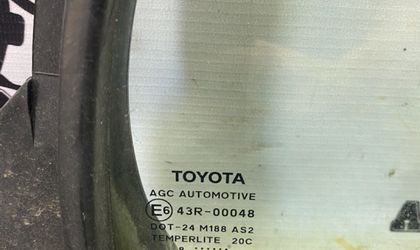 TOYOTA
AGC AUTOMOTIVE
E6 43R-00048
DOT-24 M188 AS2
TEMPERLITE 20C